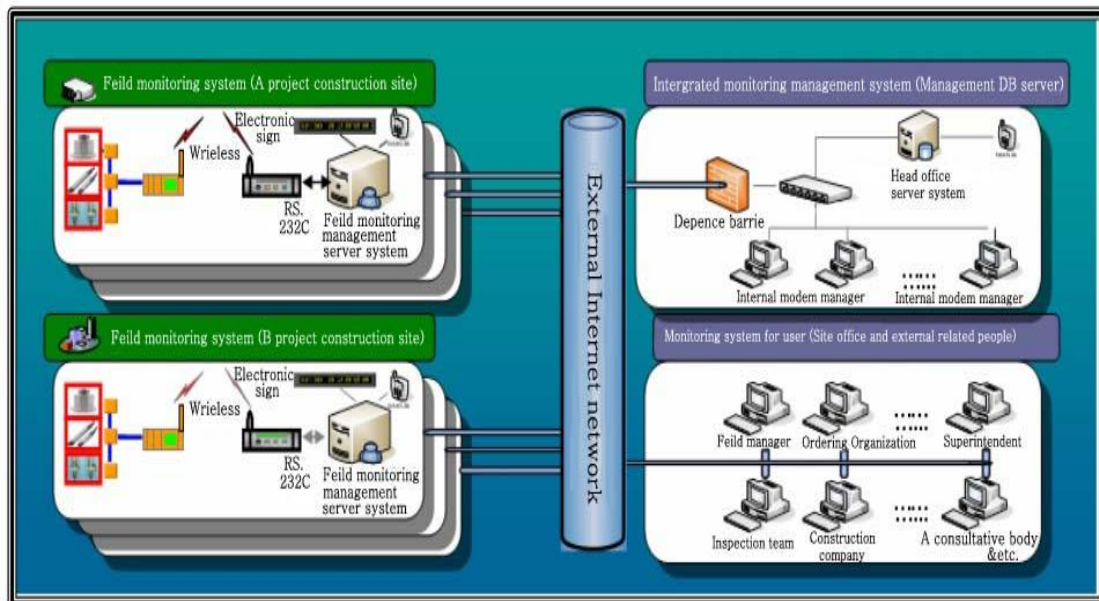 Feild monitoring system (A project construction site)
Electronic
sign
Wrieless
RS.
232C
Feild monitoring
management
server system
Feild monitoring system (B project construction site)
Electronic
sign
Wrieless
RS.
232C
Feild monitoring
management
server system
External Internet network
Intergrated monitoring management system (Management DB server)
Head office
server system
Depence barrie
Internal modem manager
Internal modem manager
Monitoring system for user (Site office and external related people)
Feild manager
Ordering Organization
Superintendent
Inspection team
Construction
company
A consultative body
&etc.